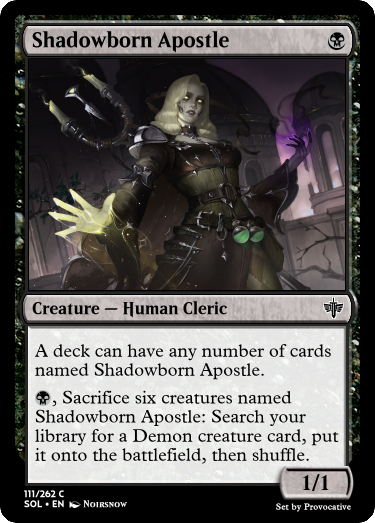 Shadowborn Apostle
Creature — Human Cleric
A deck can have any number of cards
named Shadowborn Apostle.
, Sacrifice six creatures named
Shadowborn Apostle: Search your
library for a Demon creature card, put
it onto the battlefield, then shuffle.
1/1
111/262 C
SOL • EN Noirsnow
Set by Provocative